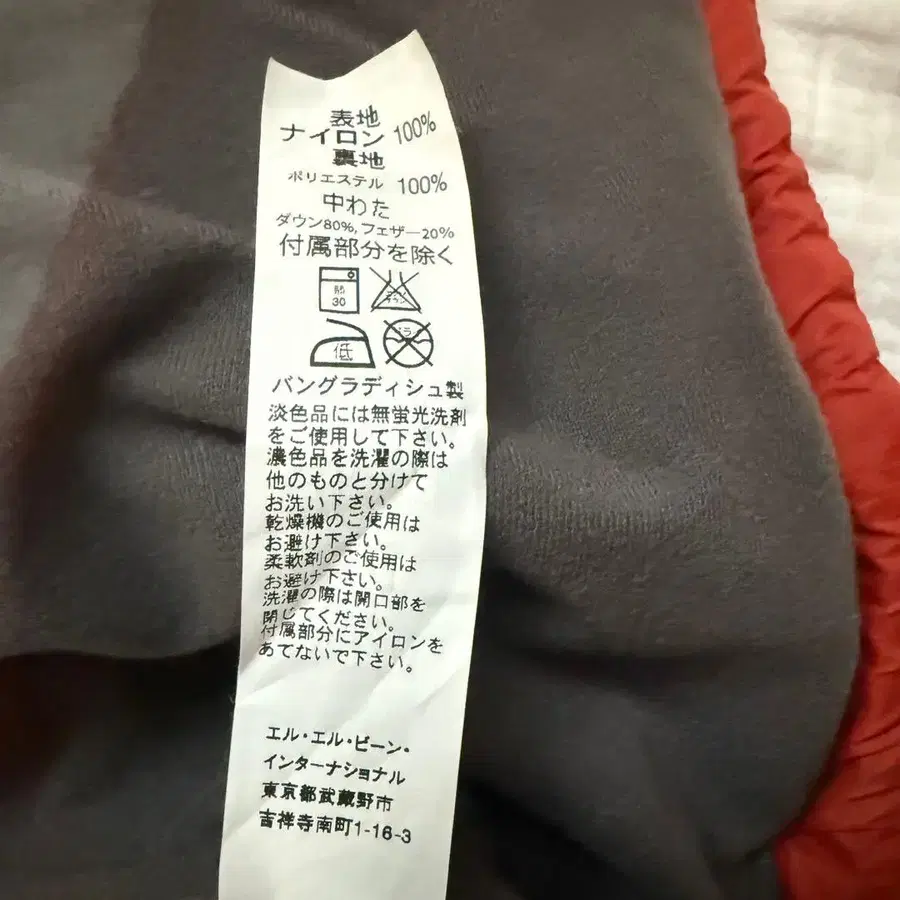 表地
ナイロン 100%
裏地
ポリエステル 100%
中わた
ダウン80%, フェザー20%
付属部分を除く
弱
30
低
バングラディシュ製
淡色品には無蛍光洗剤
をご使用して下さい。
濃色品を洗濯の際は
他のものと分けて
お洗い下さい。
乾燥機のご使用は
お避け下さい。
柔軟剤のご使用は
お避け下さい。
洗濯の際は開口部を
閉じてください。
付属部分にアイロンを
あてないで下さい。
エル・エル・ビーン・
インターナショナル
東京都武蔵野市
吉祥寺南町1-16-3